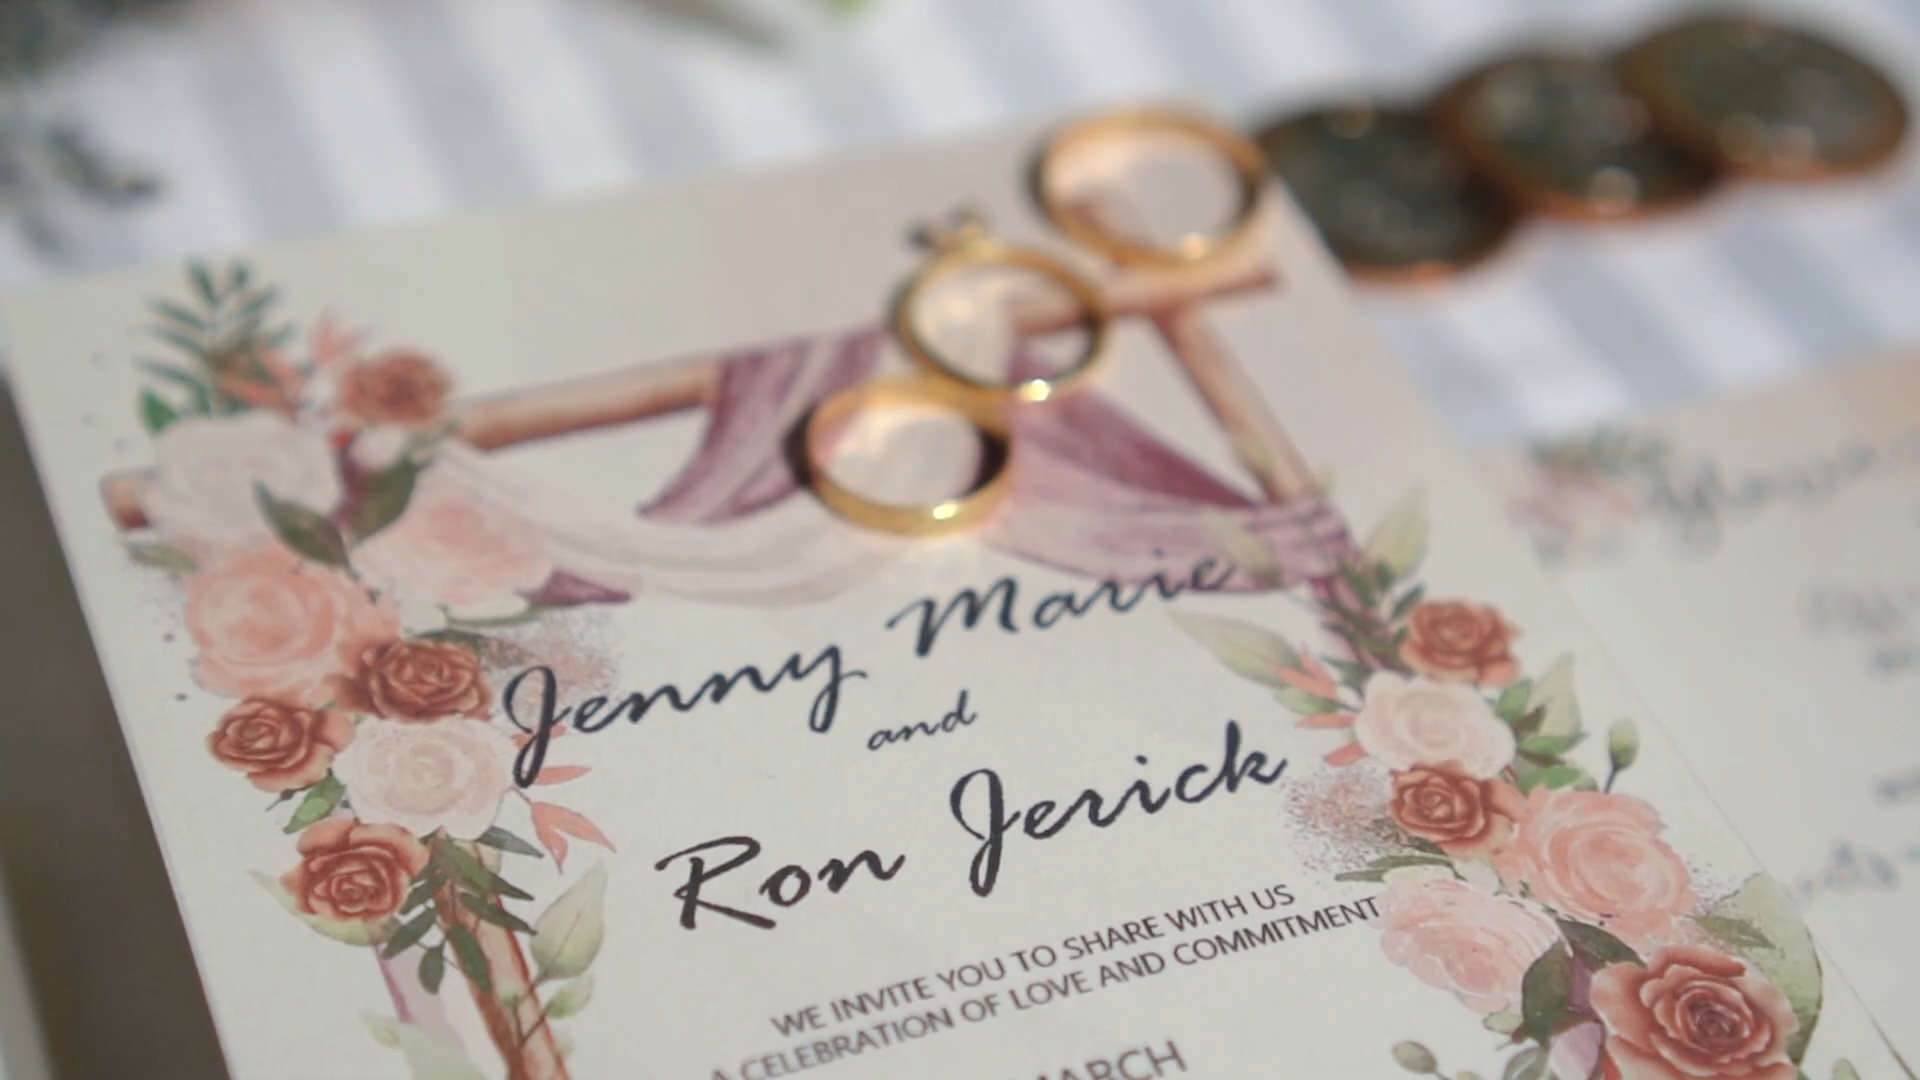 Jenny Marie
and
Ron Jerick
WE INVITE YOU TO SHARE WITH US
A CELEBRATION OF LOVE AND COMMITMENT
MARCH